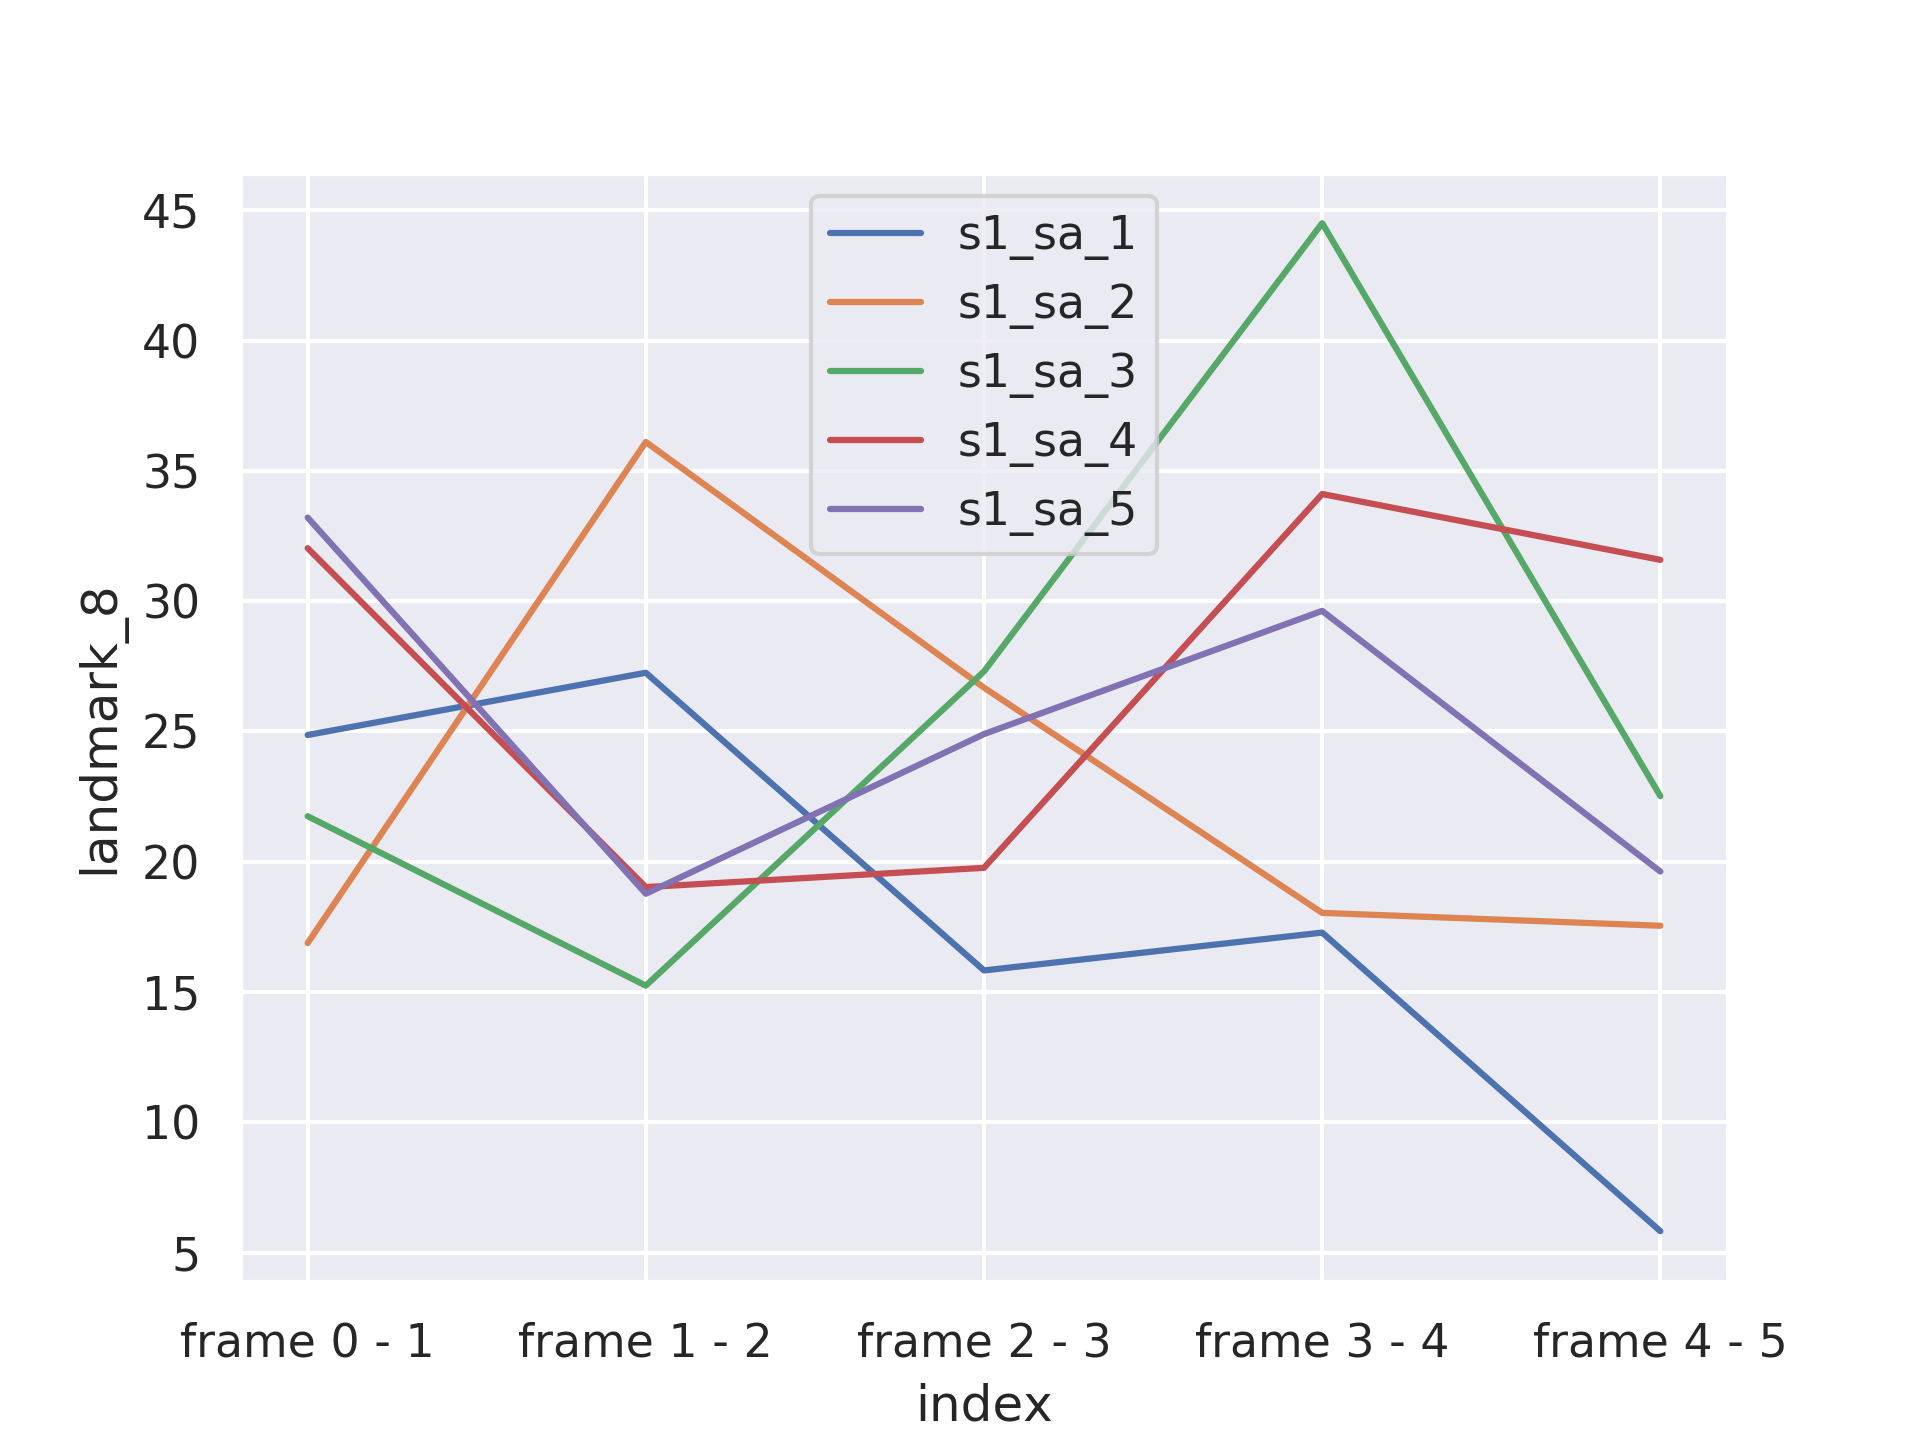 s1_sa_1
s1_sa_2
s1_sa_3
s1_sa_4
s1_sa_5
45
40
35
30
25
20
15
10
5
landmark_8
frame 0 - 1
frame 1 - 2
frame 2 - 3
frame 3 - 4
frame 4 - 5
index